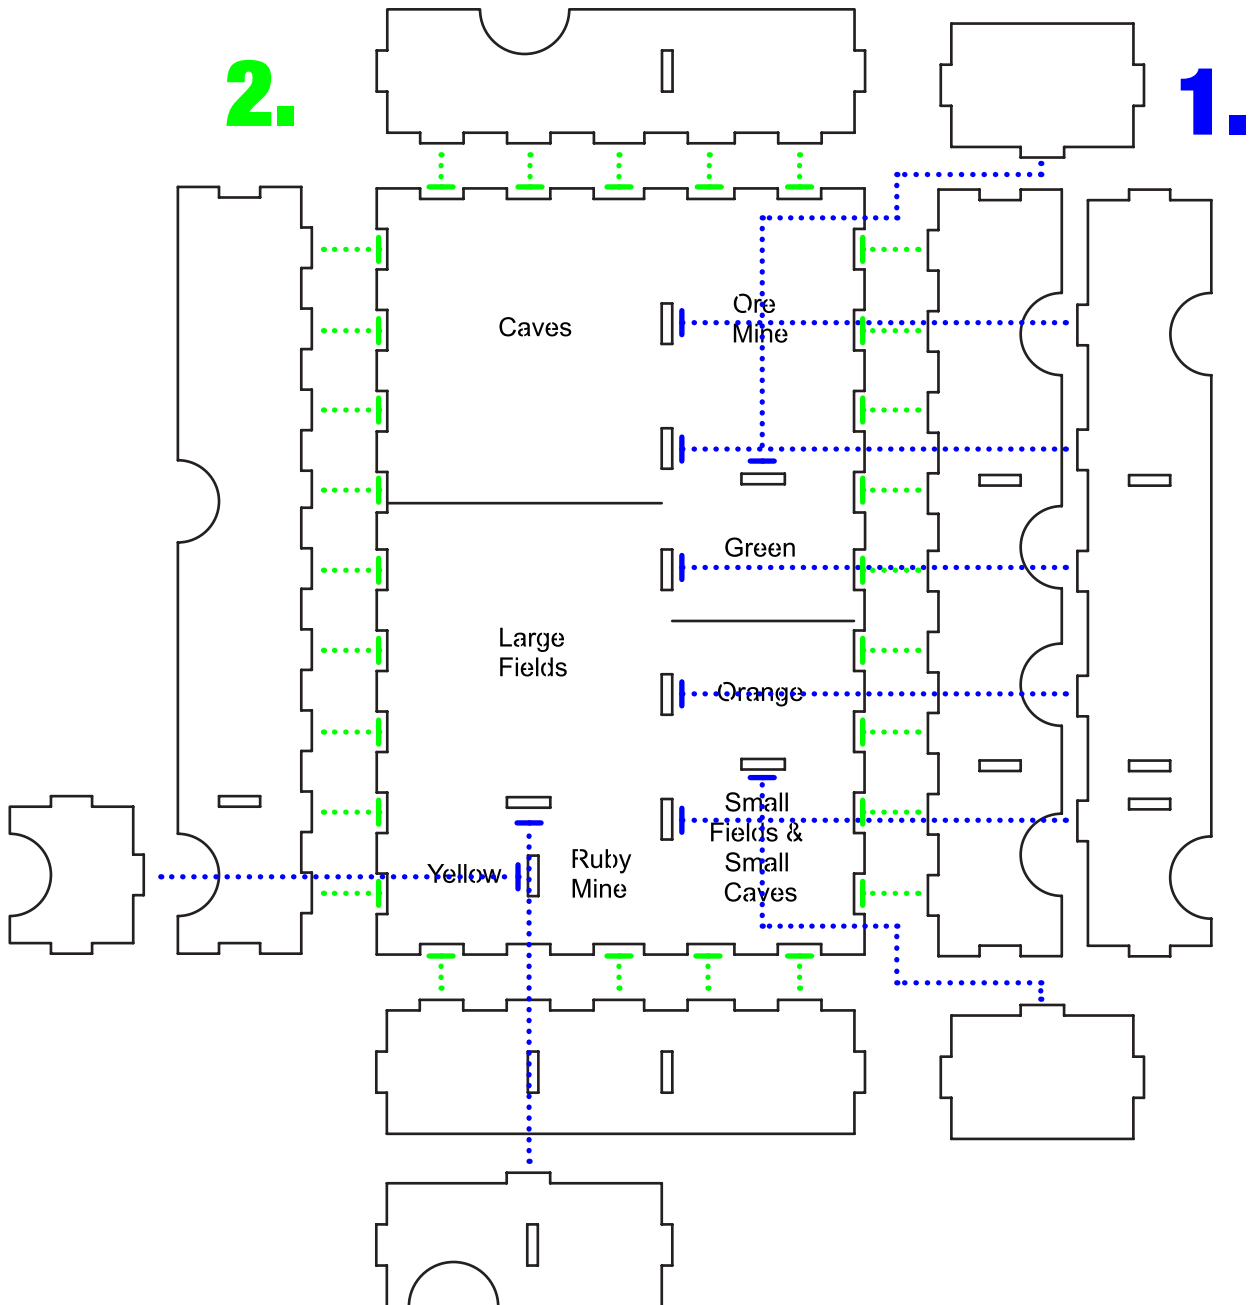 2.
1.
Caves
Ore
Mine
Green
Large
Fields
Orange
Small
Fields &
Small
Caves
Yellow
Ruby
Mine